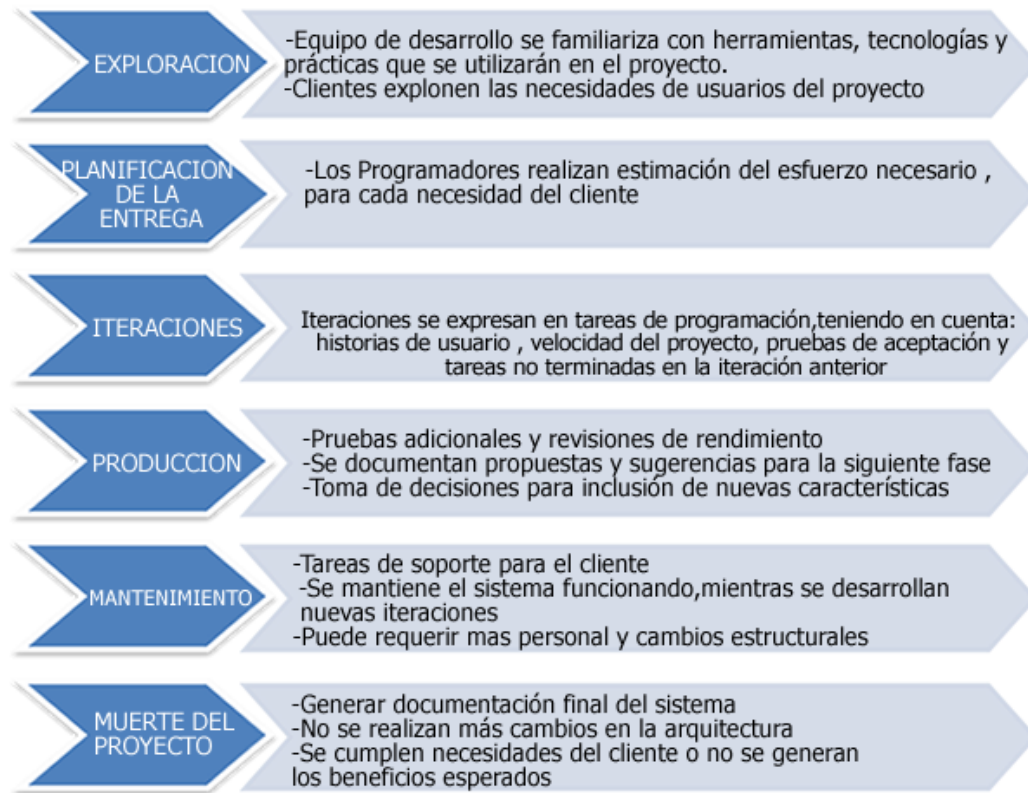 EXPLORACION
-Equipo de desarrollo se familiariza con herramientas, tecnologías y
prácticas que se utilizarán en el proyecto.
-Clientes explonen las necesidades de usuarios del proyecto
PLANIFICACION
DE LA
ENTREGA
-Los Programadores realizan estimación del esfuerzo necesario ,
para cada necesidad del cliente
ITERACIONES
Iteraciones se expresan en tareas de programación,teniendo en cuenta:
historias de usuario , velocidad del proyecto, pruebas de aceptación y
tareas no terminadas en la iteración anterior
PRODUCCION
-Pruebas adicionales y revisiones de rendimiento
-Se documentan propuestas y sugerencias para la siguiente fase
-Toma de decisiones para inclusión de nuevas característícas
MANTENIMIENTO
-Tareas de soporte para el cliente
-Se mantiene el sistema funcionando,mientras se desarrollan
nuevas iteraciones
-Puede requerir mas personal y cambios estructurales
MUERTE DEL
PROYECTO
-Generar documentación final del sistema
-No se realizan más cambios en la arquitectura
-Se cumplen necesidades del cliente o no se generan
los beneficios esperados